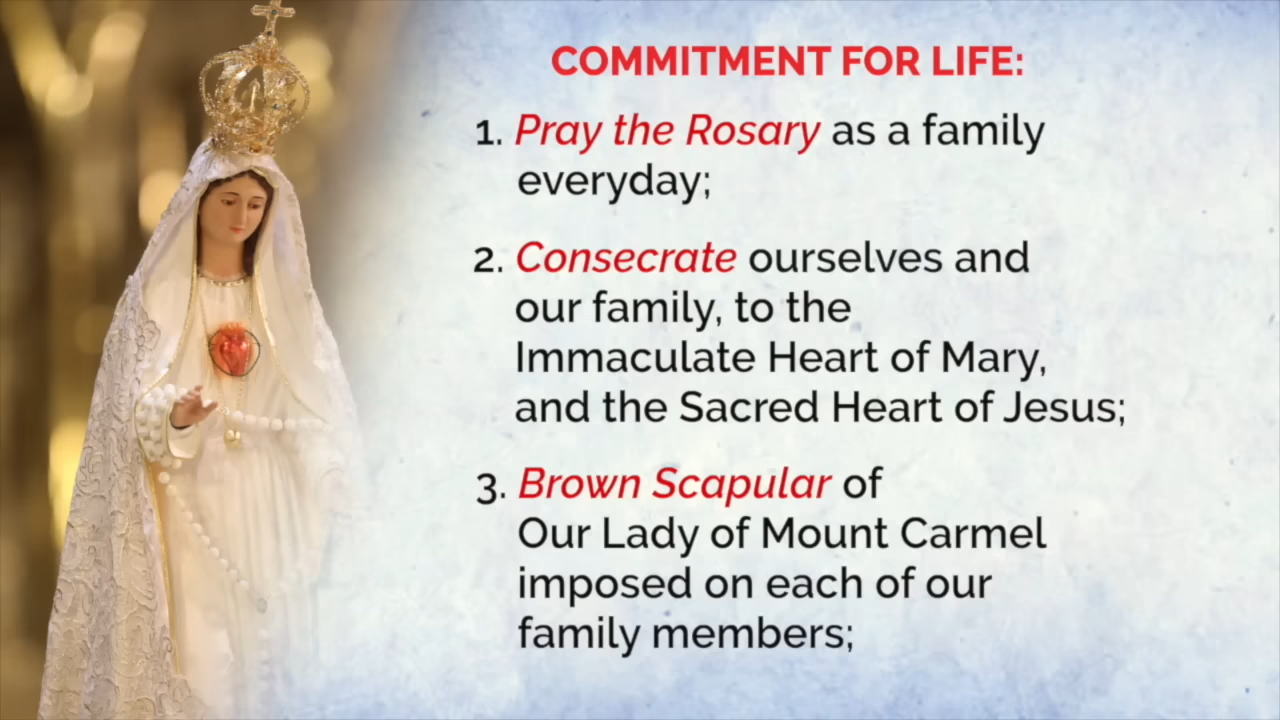 COMMITMENT FOR LIFE:
1. Pray the Rosary as a family
everyday;
2. Consecrate ourselves and
our family, to the
Immaculate Heart of Mary,
and the Sacred Heart of Jesus;
3. Brown Scapular of
Our Lady of Mount Carmel
imposed on each of our
family members;